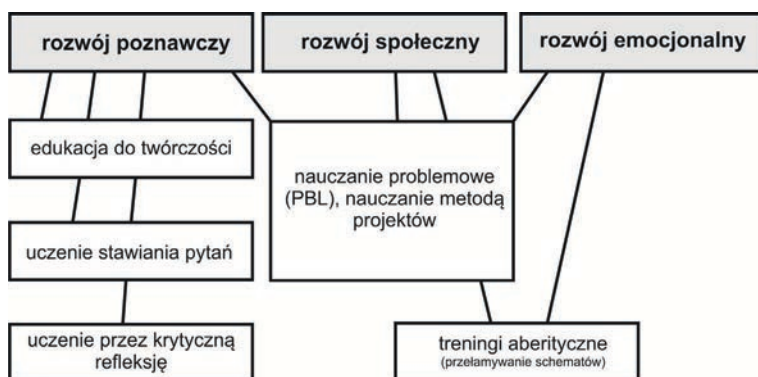 rozwój poznawczy
rozwój społeczny
rozwój emocjonalny
edukacja do twórczości
nauczanie problemowe
(PBL), nauczanie metodą
projektów
uczenie stawiania pytań
uczenie przez krytyczną
refleksję
treningi aberityczne
(przełamywanie schematów)